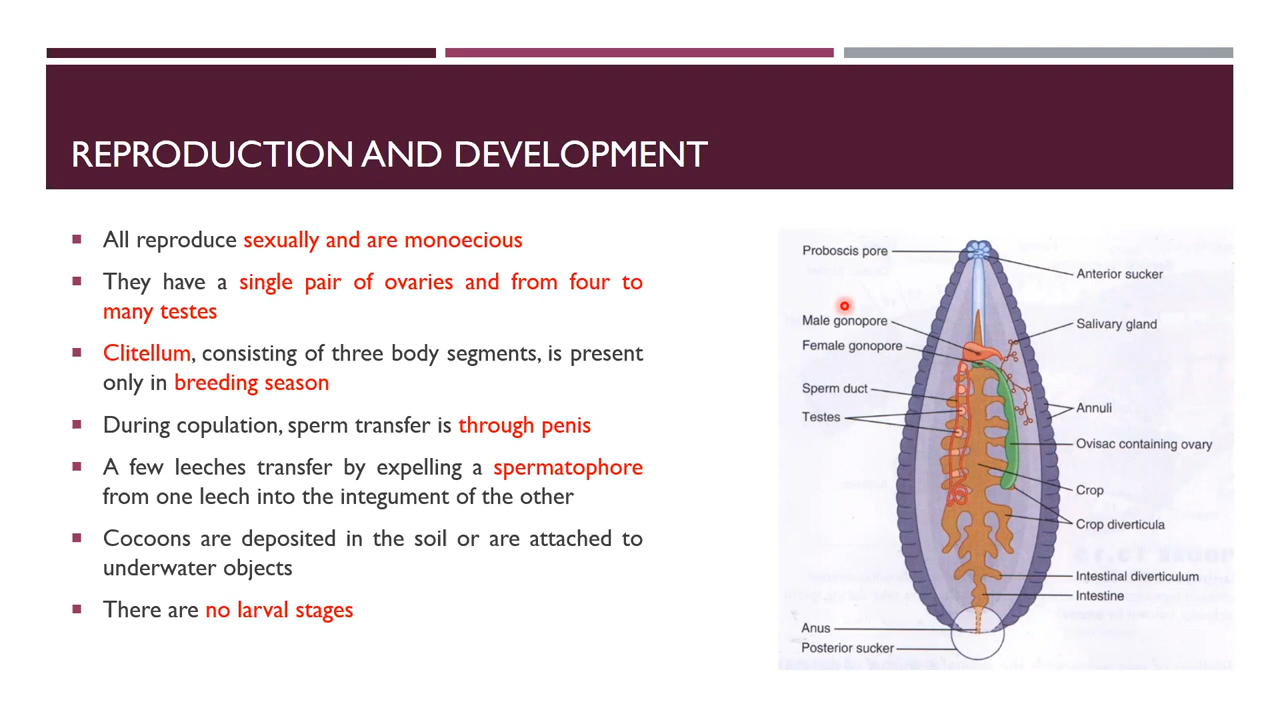 REPRODUCTION AND DEVELOPMENT
All reproduce sexually and are monoecious
They have a single pair of ovaries and from four to
many testes
Clitellum, consisting of three body segments, is present
only in breeding season
During copulation, sperm transfer is through penis
A few leeches transfer by expelling a spermatophore
from one leech into the integument of the other
Cocoons are deposited in the soil or are attached to
underwater objects
There are no larval stages
Proboscis pore
Anterior sucker
Male gonopore
Salivary gland
Female gonopore
Sperm duct
Annuli
Testes
Ovisac containing ovary
Crop
Crop diverticula
Intestinal diverticulum
Intestine
Anus
Posterior sucker